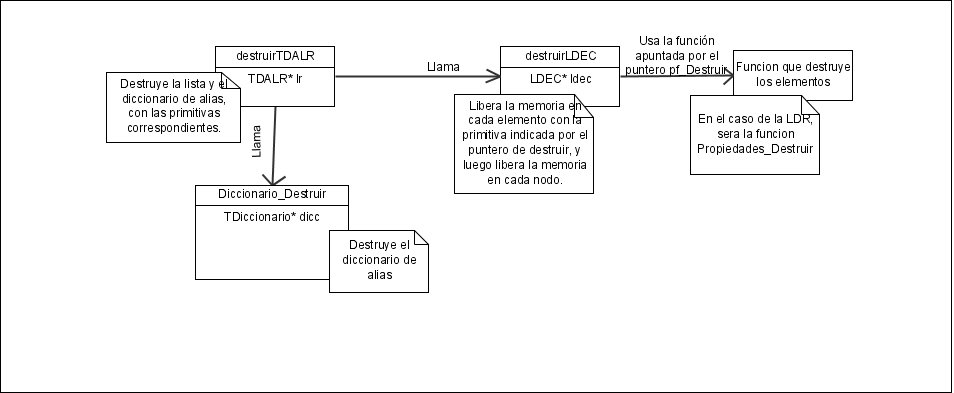 destruirTDALR
TDALR* lr
Destruye la lista y el
diccionario de alias,
con las primitivas
correspondientes.
Llama
destruirLDEC
LDEC* ldec
Libera la memoria en
cada elemento con la
primitiva indicada por el
puntero de destruir, y
luego libera la memoria
en cada nodo.
Usa la función
apuntada por el
puntero pf_Destruir
Funcion que destruye
los elementos
En el caso de la LDR,
sera la funcion
Propiedades_Destruir
Llama
Diccionario_Destruir
TDiccionario* dicc
Destruye el
diccionario de
alias